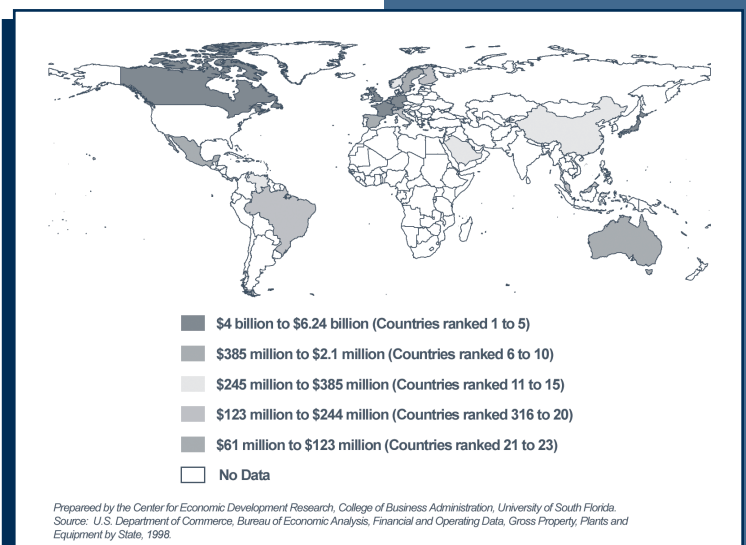 $4 billion to $6.24 billion (Countries ranked 1 to 5)
$385 million to $2.1 million (Countries ranked 6 to 10)
$245 million to $385 million (Countries ranked 11 to 15)
$123 million to $244 million (Countries ranked 316 to 20)
$61 million to $123 million (Countries ranked 21 to 23)
No Data
Prepareed by the Center for Economic Development Research, College of Business Administration, University of South Florida.
Source: U.S. Department of Commerce, Bureau of Economic Analysis, Financial and Operating Data, Gross Property, Plants and
Equipment by State, 1998.